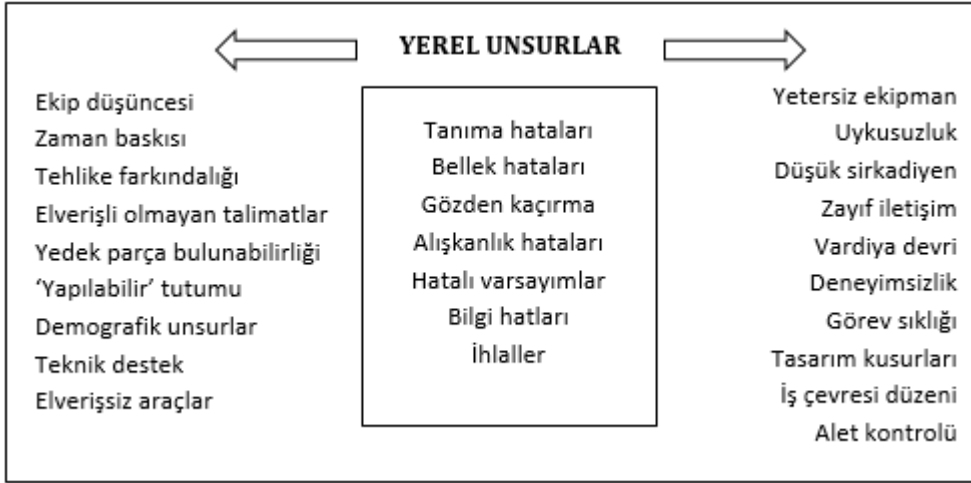 YEREL UNSURLAR
Ekip düşüncesi
Zaman baskısı
Tehlike farkındalığı
Elverişli olmayan talimatlar
Yedek parça bulunabilirliği
‘Yapılabilir’ tutumu
Demografik unsurlar
Teknik destek
Elverişsiz araçlar
Tanıma hataları
Bellek hataları
Gözden kaçırma
Alışkanlık hataları
Hatalı varsayımlar
Bilgi hatları
İhlaller
Yetersiz ekipman
Uykusuzluk
Düşük sirkadiyen
Zayıf iletişim
Vardiya devri
Deneyimsizlik
Görev sıklığı
Tasarım kusurları
İş çevresi düzeni
Alet kontrolü